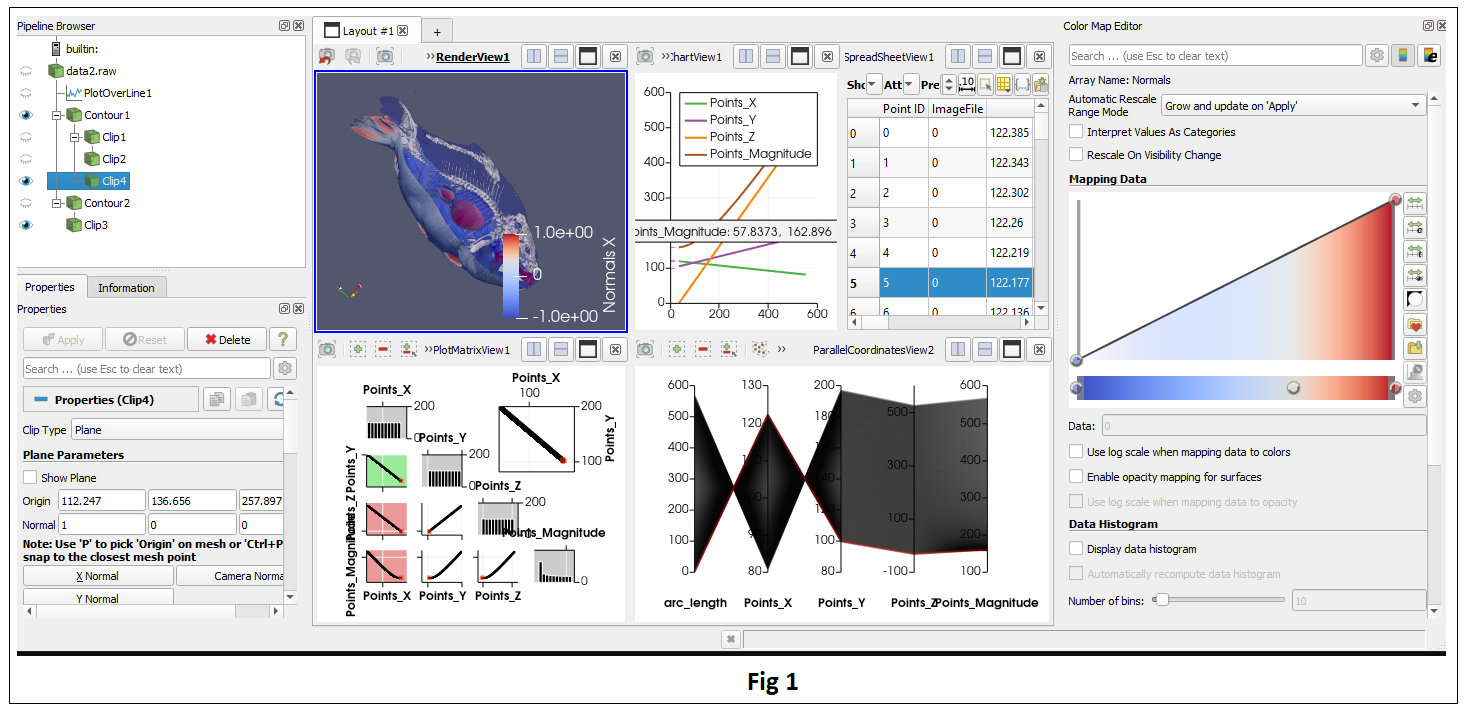 Pipeline Browser
builtin:
data2.raw
PlotOverLine1
Contour1
Clip1
Clip2
Clip4
Contour2
Clip3
Properties
Information
Properties
Apply
Reset
Delete
?
Search ... (use Esc to clear text)
Properties (Clip4)
Clip Type
Plane
Plane Parameters
Show Plane
Origin
112.247
136.656
257.897
Normal
1
0
0
Note: Use 'P' to pick 'Origin' on mesh or 'Ctrl+P
snap to the closest mesh point
X Normal
Camera Norma
Y Normal
Layout #1
+
RenderView1
1.0e+00
0
-1.0e+00
Normals X
hartView1
600
500
400
300
100
0
Points_X
Points_Y
Points_Z
Points_Magnitude
oints_Magnitude: 57.8373, 162.896
0 200 400 600
SpreadSheetView1
Sho
Att
Pre
.10
Point ID ImageFile
0 0 0 122.385
1 1 0 122.343
2 2 0 122.302
3 3 0 122.26
4 4 0 122.219
5 5 0 122.177
6 6 0 122.136
PlotMatrixView1
Points_X
200
0
Points_Y
200
0
Points_Z
200
0
Points_Magnitude
0
Points_X
100
200
100
Points_Y
Points_Y
Points_Z
Points_Magnitude
Points_X Points_Y Points_Z
ParallelCoordinatesView2
600
500
400
300
200
100
0
130
120
100
90
80
200
180
160
140
120
100
80
500
300
100
-100
600
500
400
300
200
100
arc_length
Points_X
Points_Y
Points_Z
Points_Magnitude
Color Map Editor
Search ... (use Esc to clear text)
Array Name: Normals
Automatic Rescale
Range Mode
Grow and update on 'Apply'
Interpret Values As Categories
Rescale On Visibility Change
Mapping Data
Data:
0
Use log scale when mapping data to colors
Enable opacity mapping for surfaces
Use log scale when mapping data to opacity
Data Histogram
Display data histogram
Automatically recompute data histogram
Number of bins:
10
Fig 1